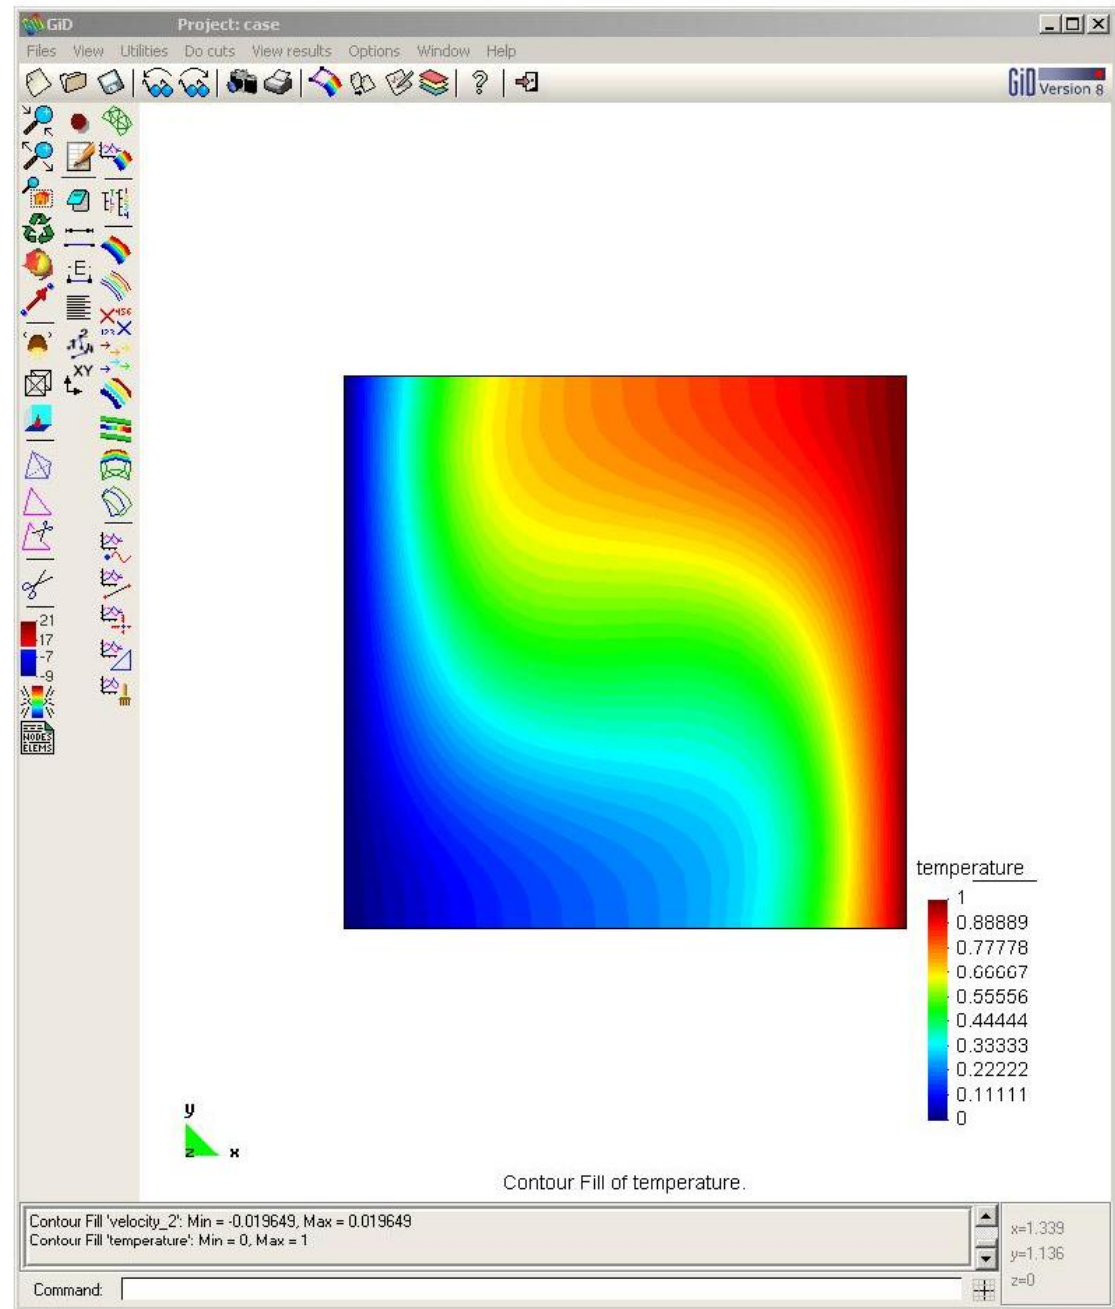 GiD Project: case
Files View Utilities Do cuts View results Options Window Help
GiD Version 8
E
456
123
XY
21
17
-7
-9
NODES
ELEMS
temperature
1
0.88889
0.77778
0.66667
0.55556
0.44444
0.33333
0.22222
0.11111
0
y
z x
Contour Fill of temperature.
Contour Fill 'velocity_2': Min = -0.019649, Max = 0.019649
Contour Fill 'temperature': Min = 0, Max = 1
x=1.339
y=1.136
z=0
Command: